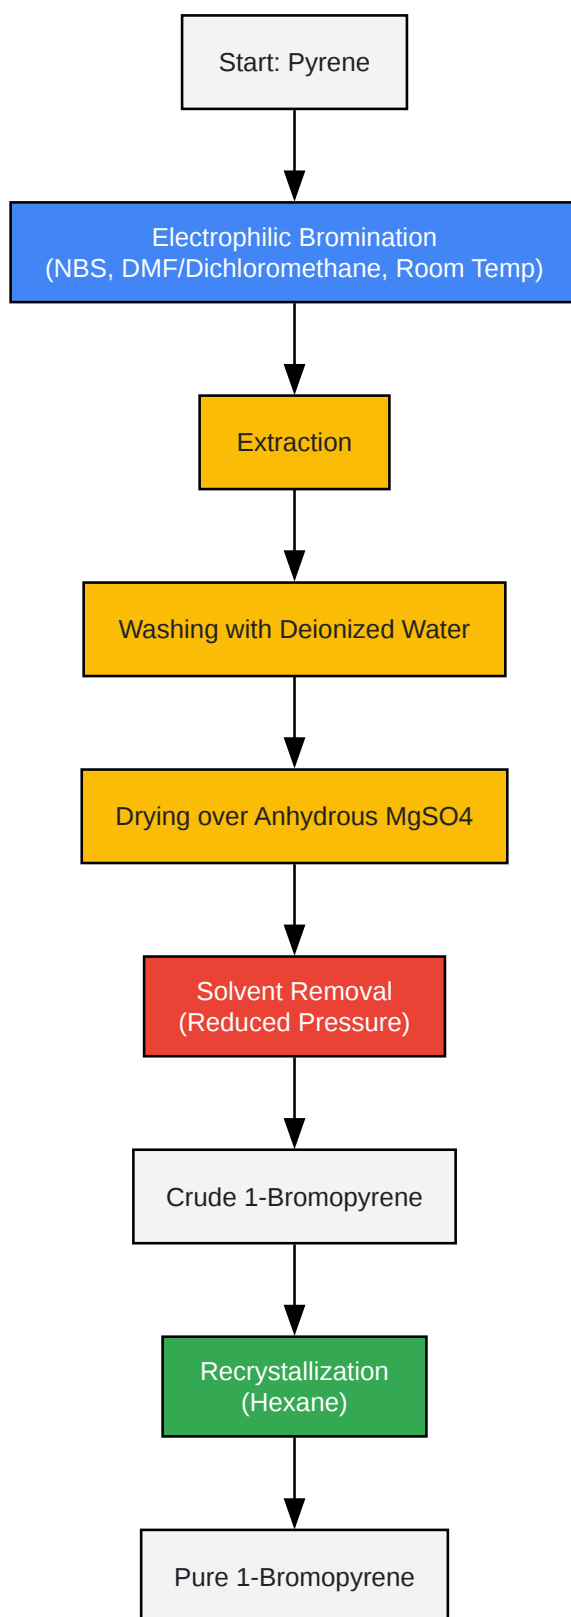 Start: Pyrene
Electrophilic Bromination
(NBS, DMF/Dichloromethane, Room Temp)
Extraction
Washing with Deionized Water
Drying over Anhydrous MgSO4
Solvent Removal
(Reduced Pressure)
Crude 1-Bromopyrene
Recrystallization
(Hexane)
Pure 1-Bromopyrene